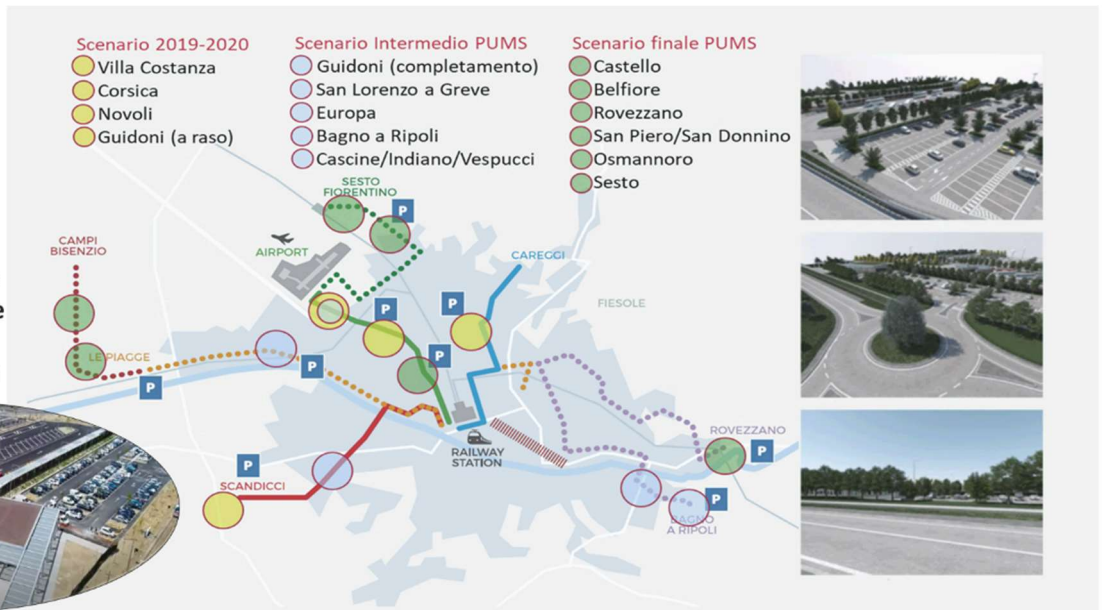 Scenario 2019-2020
Villa Costanza
Corsica
Novoli
Guidoni (a raso)
Scenario Intermedio PUMS
Guidoni (completamento)
San Lorenzo a Greve
Europa
Bagno a Ripoli
Cascine/Indiano/Vespucci
Scenario finale PUMS
Castello
Belfiore
Rovezzano
San Piero/San Donnino
Osmannoro
Sesto
SESTO
FIORENTINO
P
CAMPI
BISENZIO
AIRPORT
CAREGGI
FIESOLE
P
P
P
LE PIAGGE
P
P
e
RAILWAY
STATION
ROVEZZANO
P
P
SCANDICCI
P
BAGNO
A RIPOLI